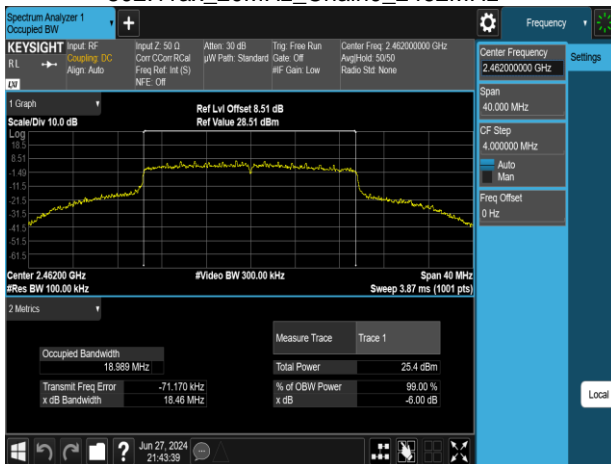 Spectrum Analyzer 1
Occupied BW
Frequency
KEYSIGHT
RL
LXI
Input: RF
Coupling: DC
Align: Auto
Input Z: 50 Ω
Corr CCorr RCal
Freq Ref: Int (S)
NFE: Off
Atten: 30 dB
µW Path: Standard
Trig: Free Run
Gate: Off
#IF Gain: Low
Center Freq: 2.462000000 GHz
Avg|Hold: 50/50
Radio Std: None
Center Frequency
2.462000000 GHz
Settings
Span
40.000 MHz
CF Step
4.000000 MHz
Auto
Man
Freq Offset
0 Hz
Local
1 Graph
Scale/Div 10.0 dB
Ref Lvl Offset 8.51 dB
Ref Value 28.51 dBm
Log
18.5
8.51
-1.49
-11.5
-21.5
-31.5
-41.5
-51.5
-61.5
Center 2.46200 GHz
#Video BW 300.00 kHz
Span 40 MHz
#Res BW 100.00 kHz
Sweep 3.87 ms (1001 pts)
2 Metrics
Measure Trace Trace 1
Occupied Bandwidth
18.989 MHz
Total Power 25.4 dBm
Transmit Freq Error -71.170 kHz
% of OBW Power 99.00 %
x dB Bandwidth 18.46 MHz
x dB -6.00 dB
?
Jun 27, 2024
21:43:39